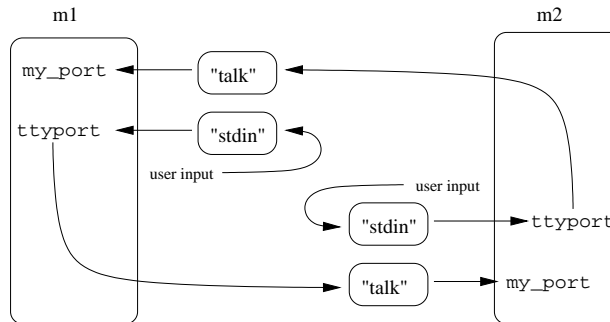 m1
m2
my_port
"talk"
ttyport
"stdin"
user input
user input
"stdin"
ttyport
"talk"
my_port